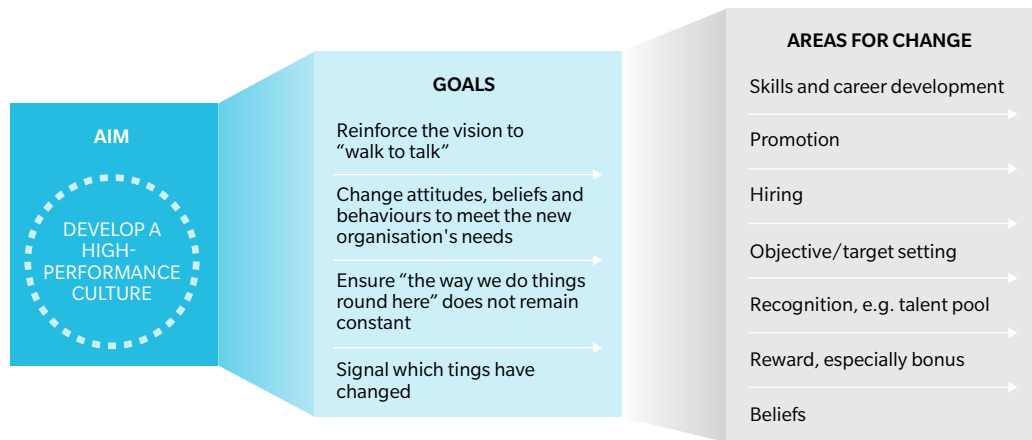 AIM
DEVELOP A
HIGH-
PERFORMANCE
CULTURE
GOALS
Reinforce the vision to
“walk to talk”
Change attitudes, beliefs and
behaviours to meet the new
organisation's needs
Ensure “the way we do things
round here” does not remain
constant
Signal which tings have
changed
AREAS FOR CHANGE
Skills and career development
Promotion
Hiring
Objective/target setting
Recognition, e.g. talent pool
Reward, especially bonus
Beliefs